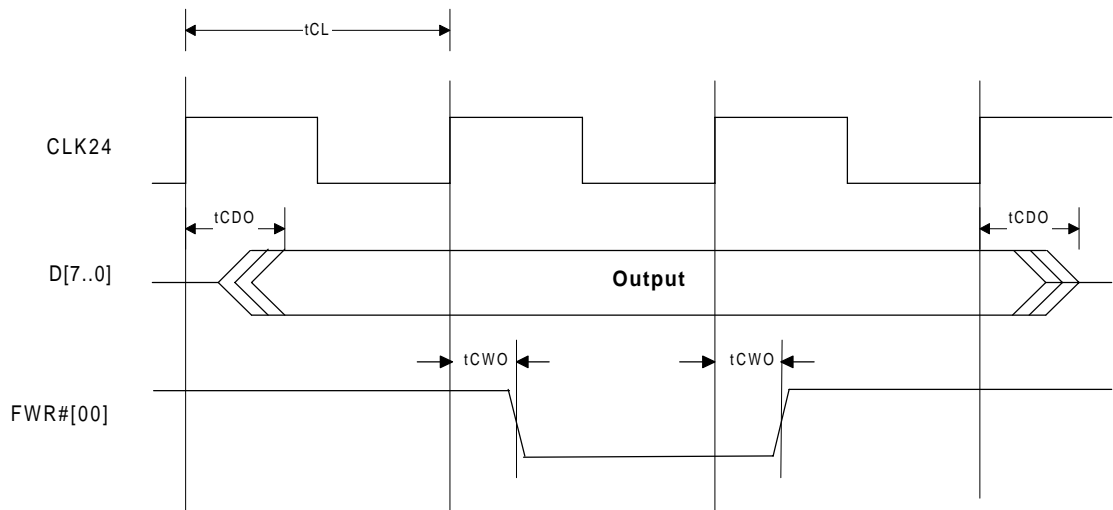 tCL
CLK24
tCDO
tCDO
D[7..0]
Output
tCWO
tCWO
FWR#[00]